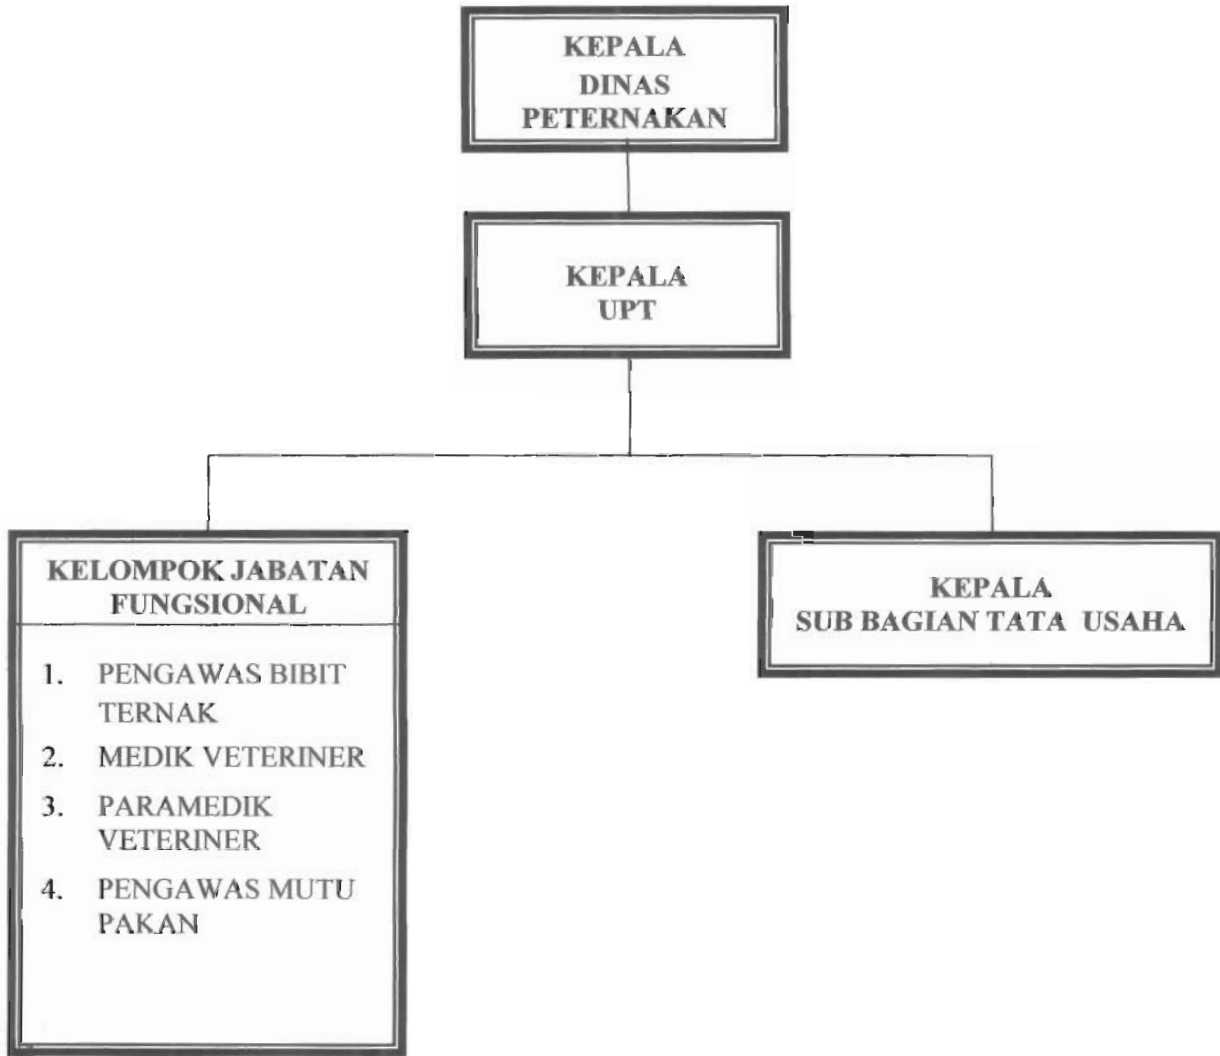 KEPALA
DINAS
PETERNAKAN
KEPALA
UPT
KELOMPOK JABATAN
FUNGSIONAL
1. PENGAWAS BIBIT
TERNAK
2. MEDIK VETERINER
3. PARAMEDIK
VETERINER
4. PENGAWAS MUTU
PAKAN
KEPALA
SUB BAGIAN TATA USAHA